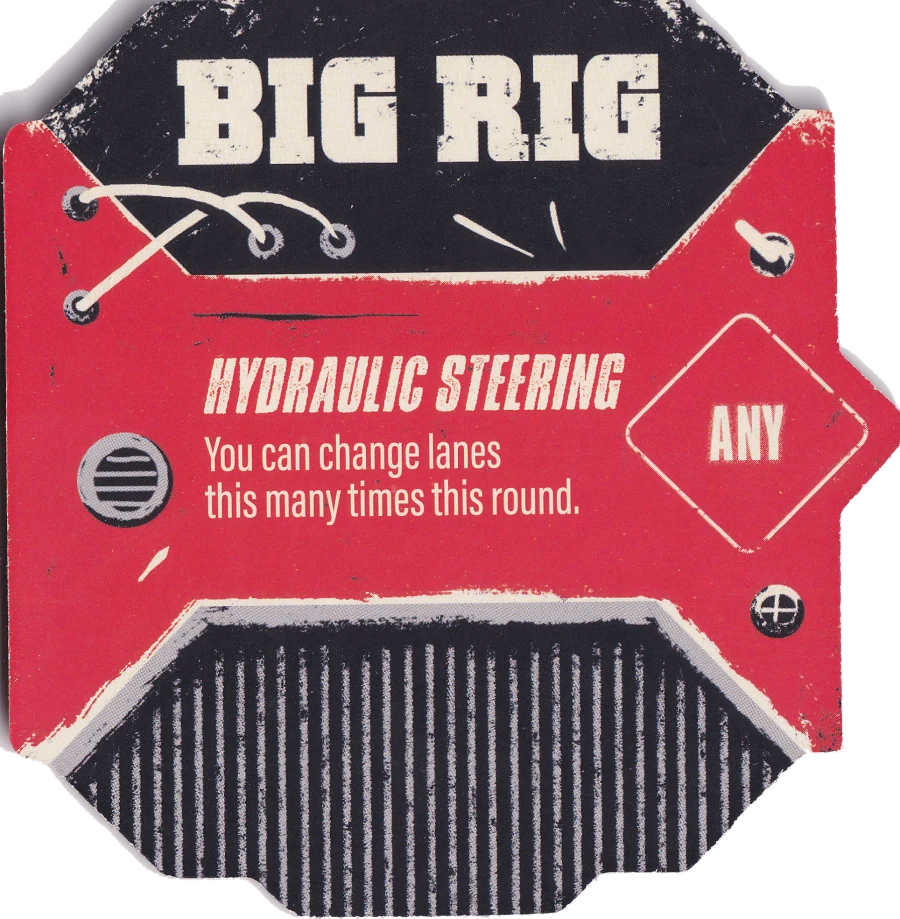 BIG RIG
HYDRAULIC STEERING
You can change lanes
this many times this round.
ANY